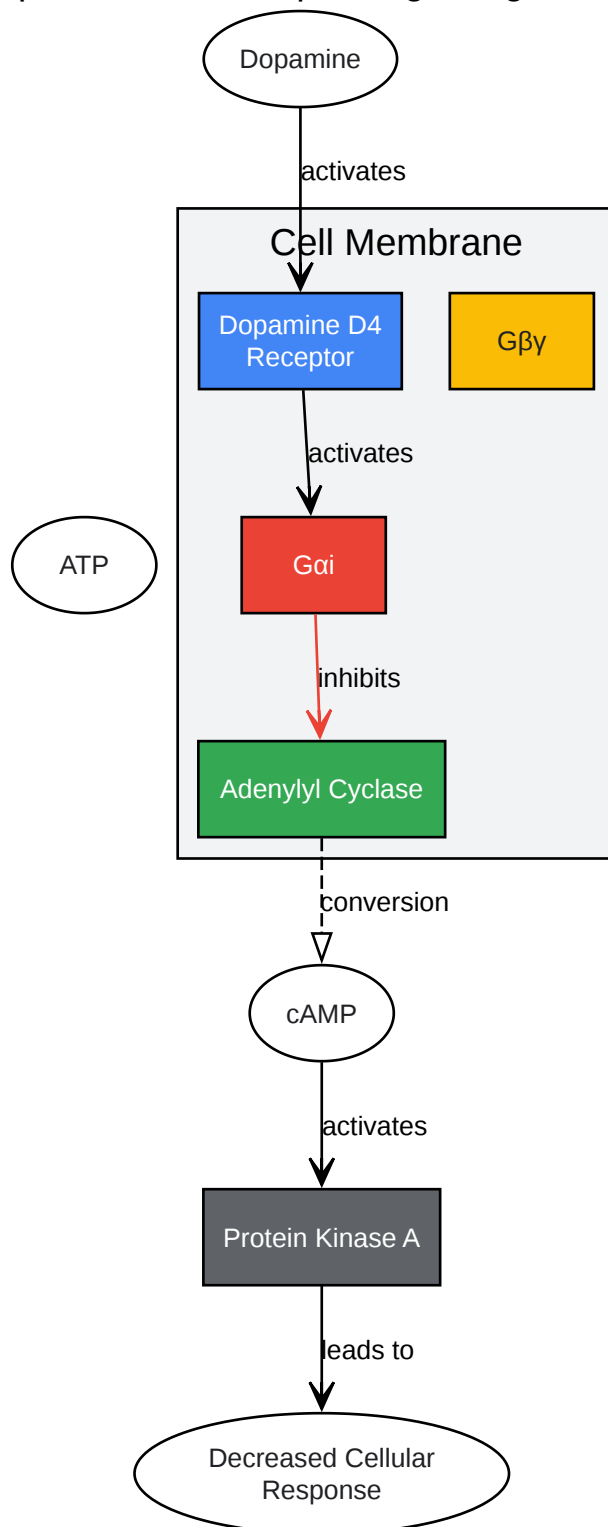 Dopamine
activates
Cell Membrane
Dopamine D4
Receptor
Gβγ
activates
ATP
Gαi
inhibits
Adenylyl Cyclase
conversion
cAMP
activates
Protein Kinase A
leads to
Decreased Cellular
Response